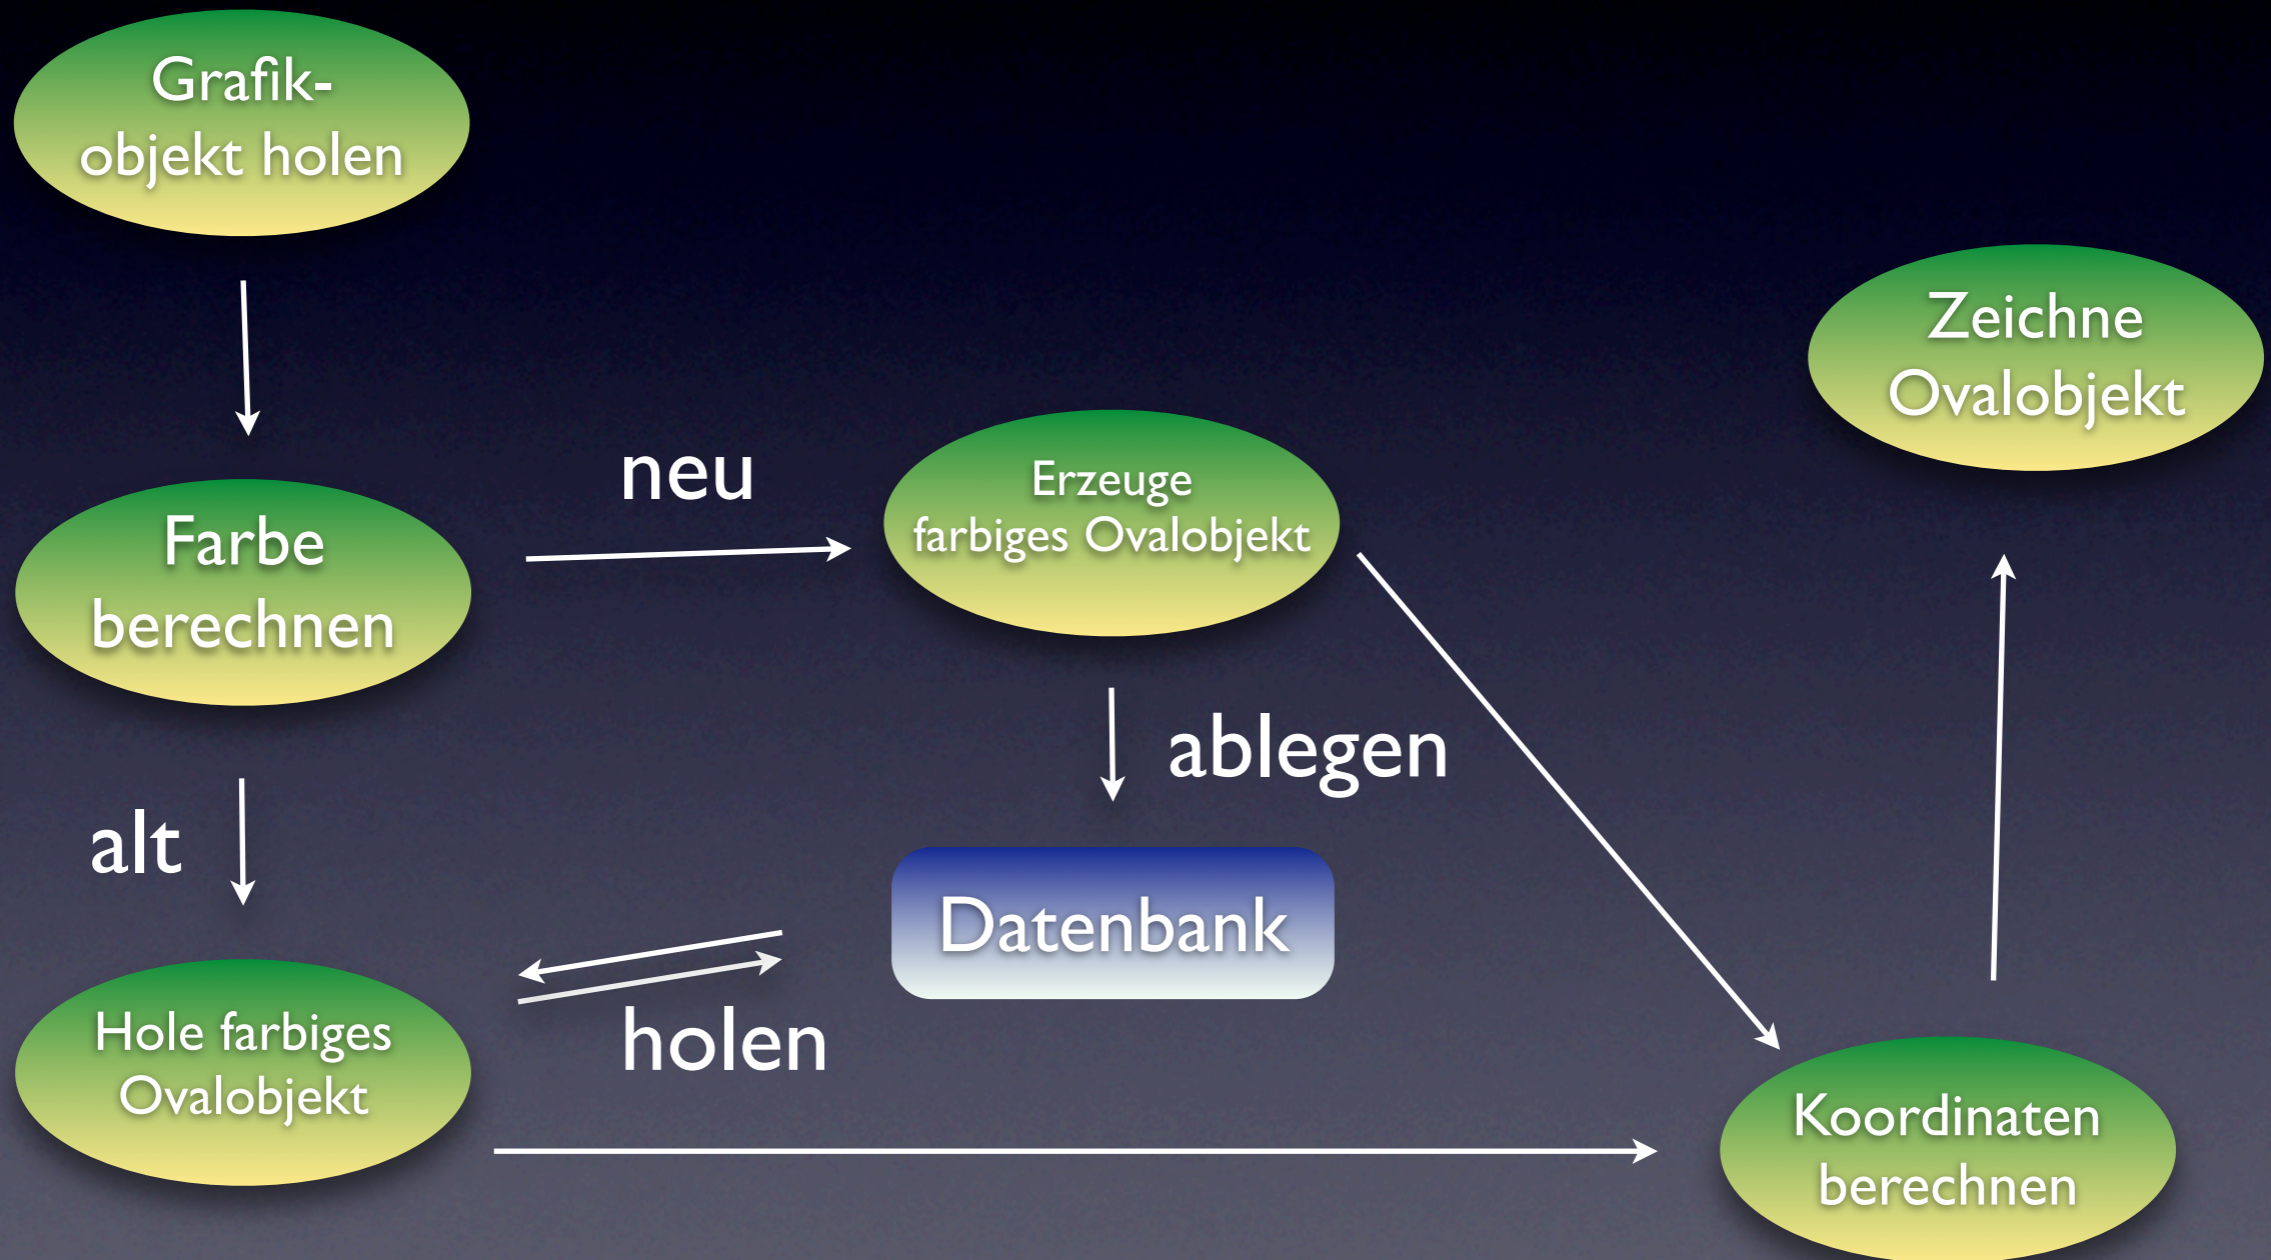 Grafik-
objekt holen
Zeichne
Ovalobjekt
neu
Erzeuge
farbiges Ovalobjekt
Farbe
berechnen
ablegen
alt
Datenbank
holen
Hole farbiges
Ovalobjekt
Koordinaten
berechnen